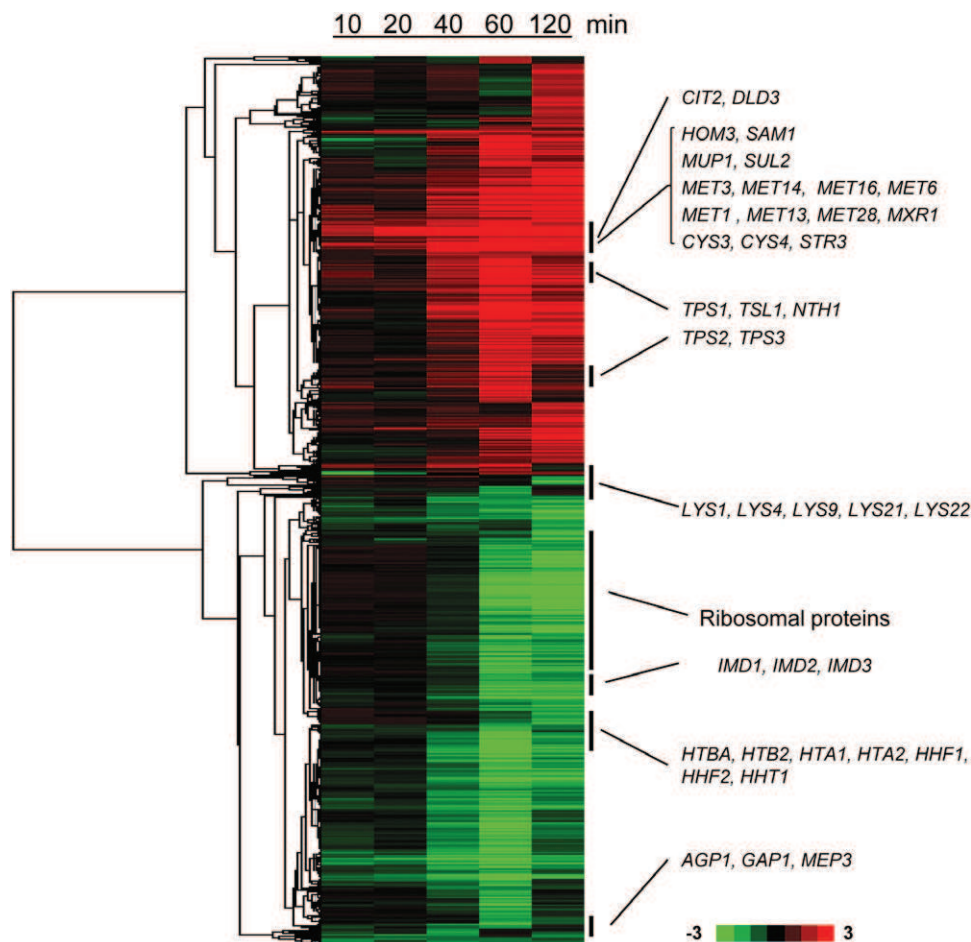 10 20 40 60 120 min
CIT2, DLD3
HOM3, SAM1
MUP1, SUL2
MET3, MET14, MET16, MET6
MET1 , MET13, MET28, MXR1
CYS3, CYS4, STR3
TPS1, TSL1, NTH1
TPS2, TPS3
LYS1, LYS4, LYS9, LYS21, LYS22
Ribosomal proteins
IMD1, IMD2, IMD3
HTBA, HTB2, HTA1, HTA2, HHF1,
HHF2, HHT1
AGP1, GAP1, MEP3
-3 3